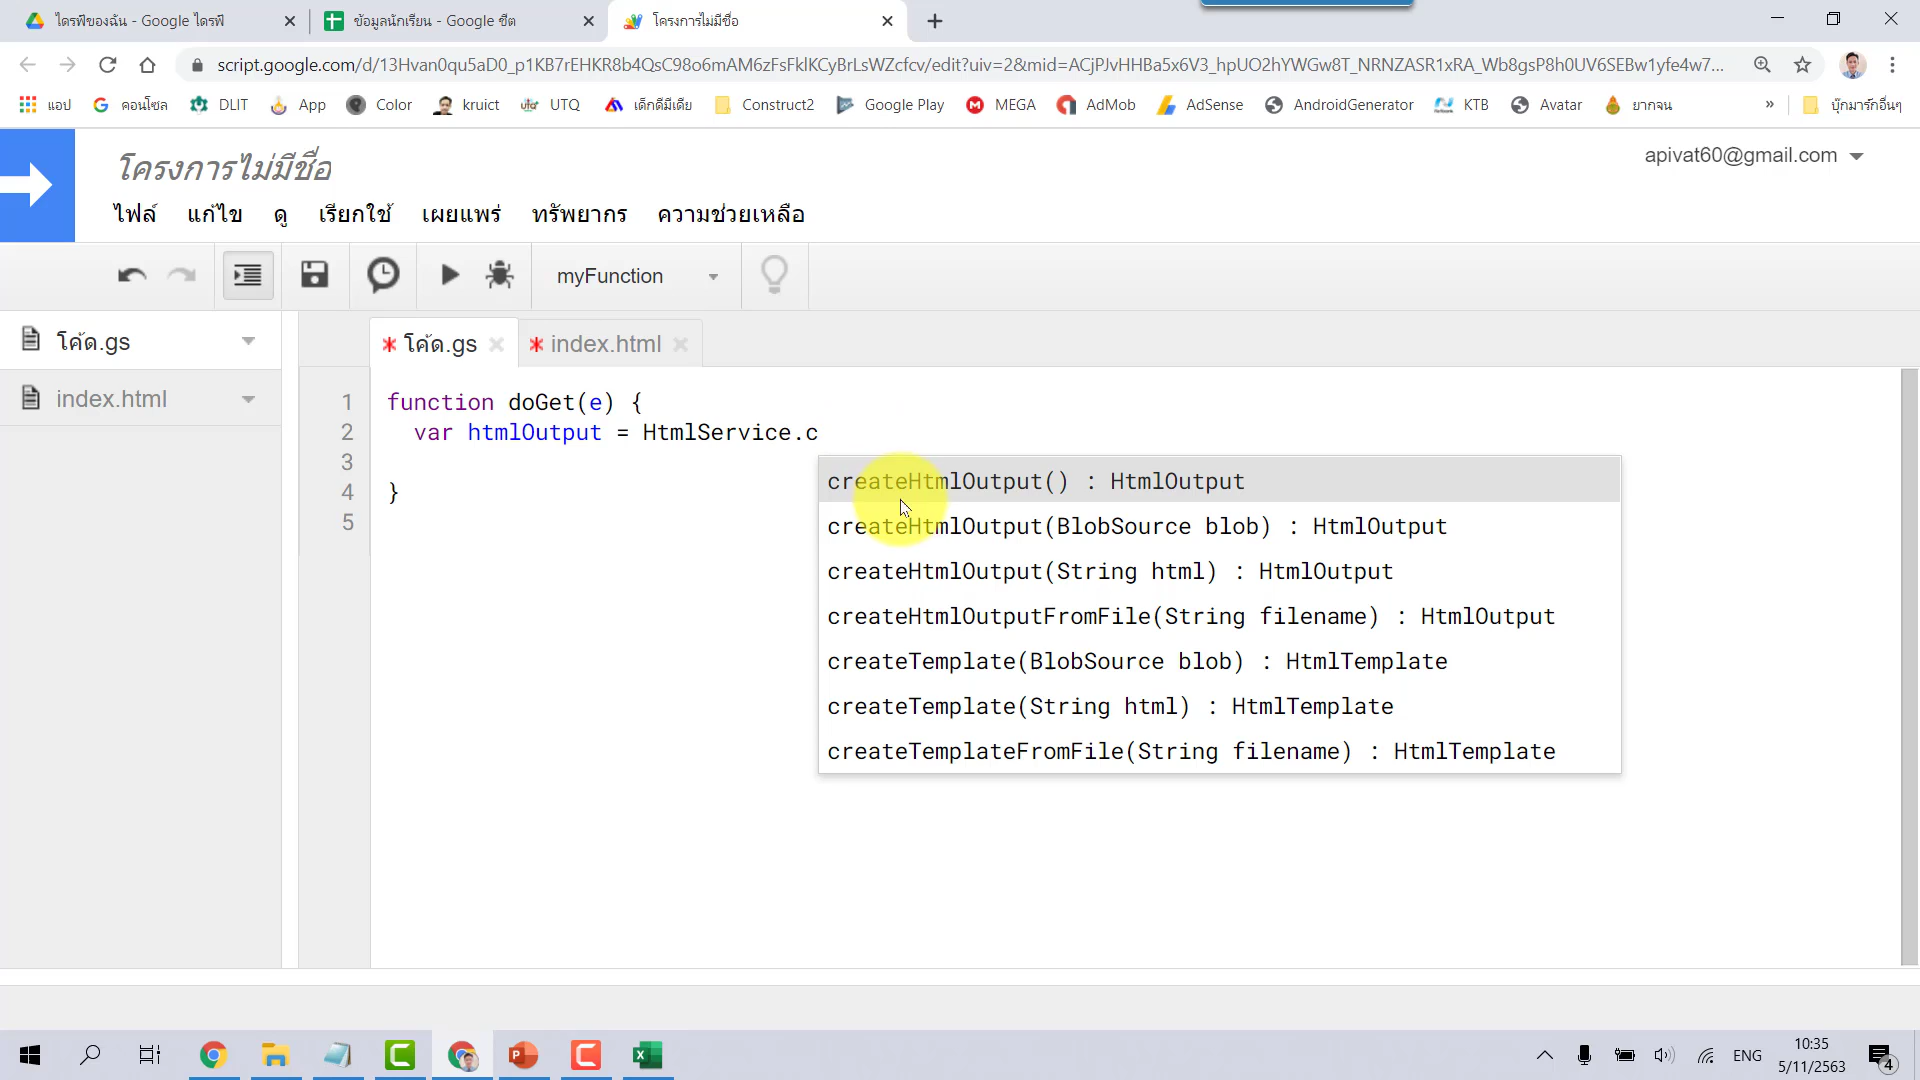 ไดรฟ์ของฉัน - Google ไดรฟ์
ข้อมูลนักเรียน - Google ชีต
โครงการไม่มีชื่อ
script.google.com/d/13Hvan0qu5aD0_p1KB7rEHKR8b4QsC98o6mAM6zFsFklKCyBrLsWZcfcv/edit?uiv=2&mid=ACjPJvHHBa5x6V3_hpUO2hYWGw8T_NRNZASR1xRA_Wb8gsP8h0UV6SEBw1yfe4w7...
แอป คอนโซล DLIT App Color kruict UTQ เด็กดีมีเดีย Construct2 Google Play MEGA AdMob AdSense AndroidGenerator KTB Avatar ยากจน » บุ๊กมาร์กอื่นๆ
โครงการไม่มีชื่อ
apivat60@gmail.com
ไฟล์ แก้ไข ดู เรียกใช้ เผยแพร่ ทรัพยากร ความช่วยเหลือ
myFunction
โค้ด.gs
index.html
* โค้ด.gs
* index.html
1 function doGet(e) {
2 var htmlOutput = HtmlService.c
3
4 }
5
createHtmlOutput() : HtmlOutput
createHtmlOutput(BlobSource blob) : HtmlOutput
createHtmlOutput(String html) : HtmlOutput
createHtmlOutputFromFile(String filename) : HtmlOutput
createTemplate(BlobSource blob) : HtmlTemplate
createTemplate(String html) : HtmlTemplate
createTemplateFromFile(String filename) : HtmlTemplate
ENG
10:35
5/11/2563
4